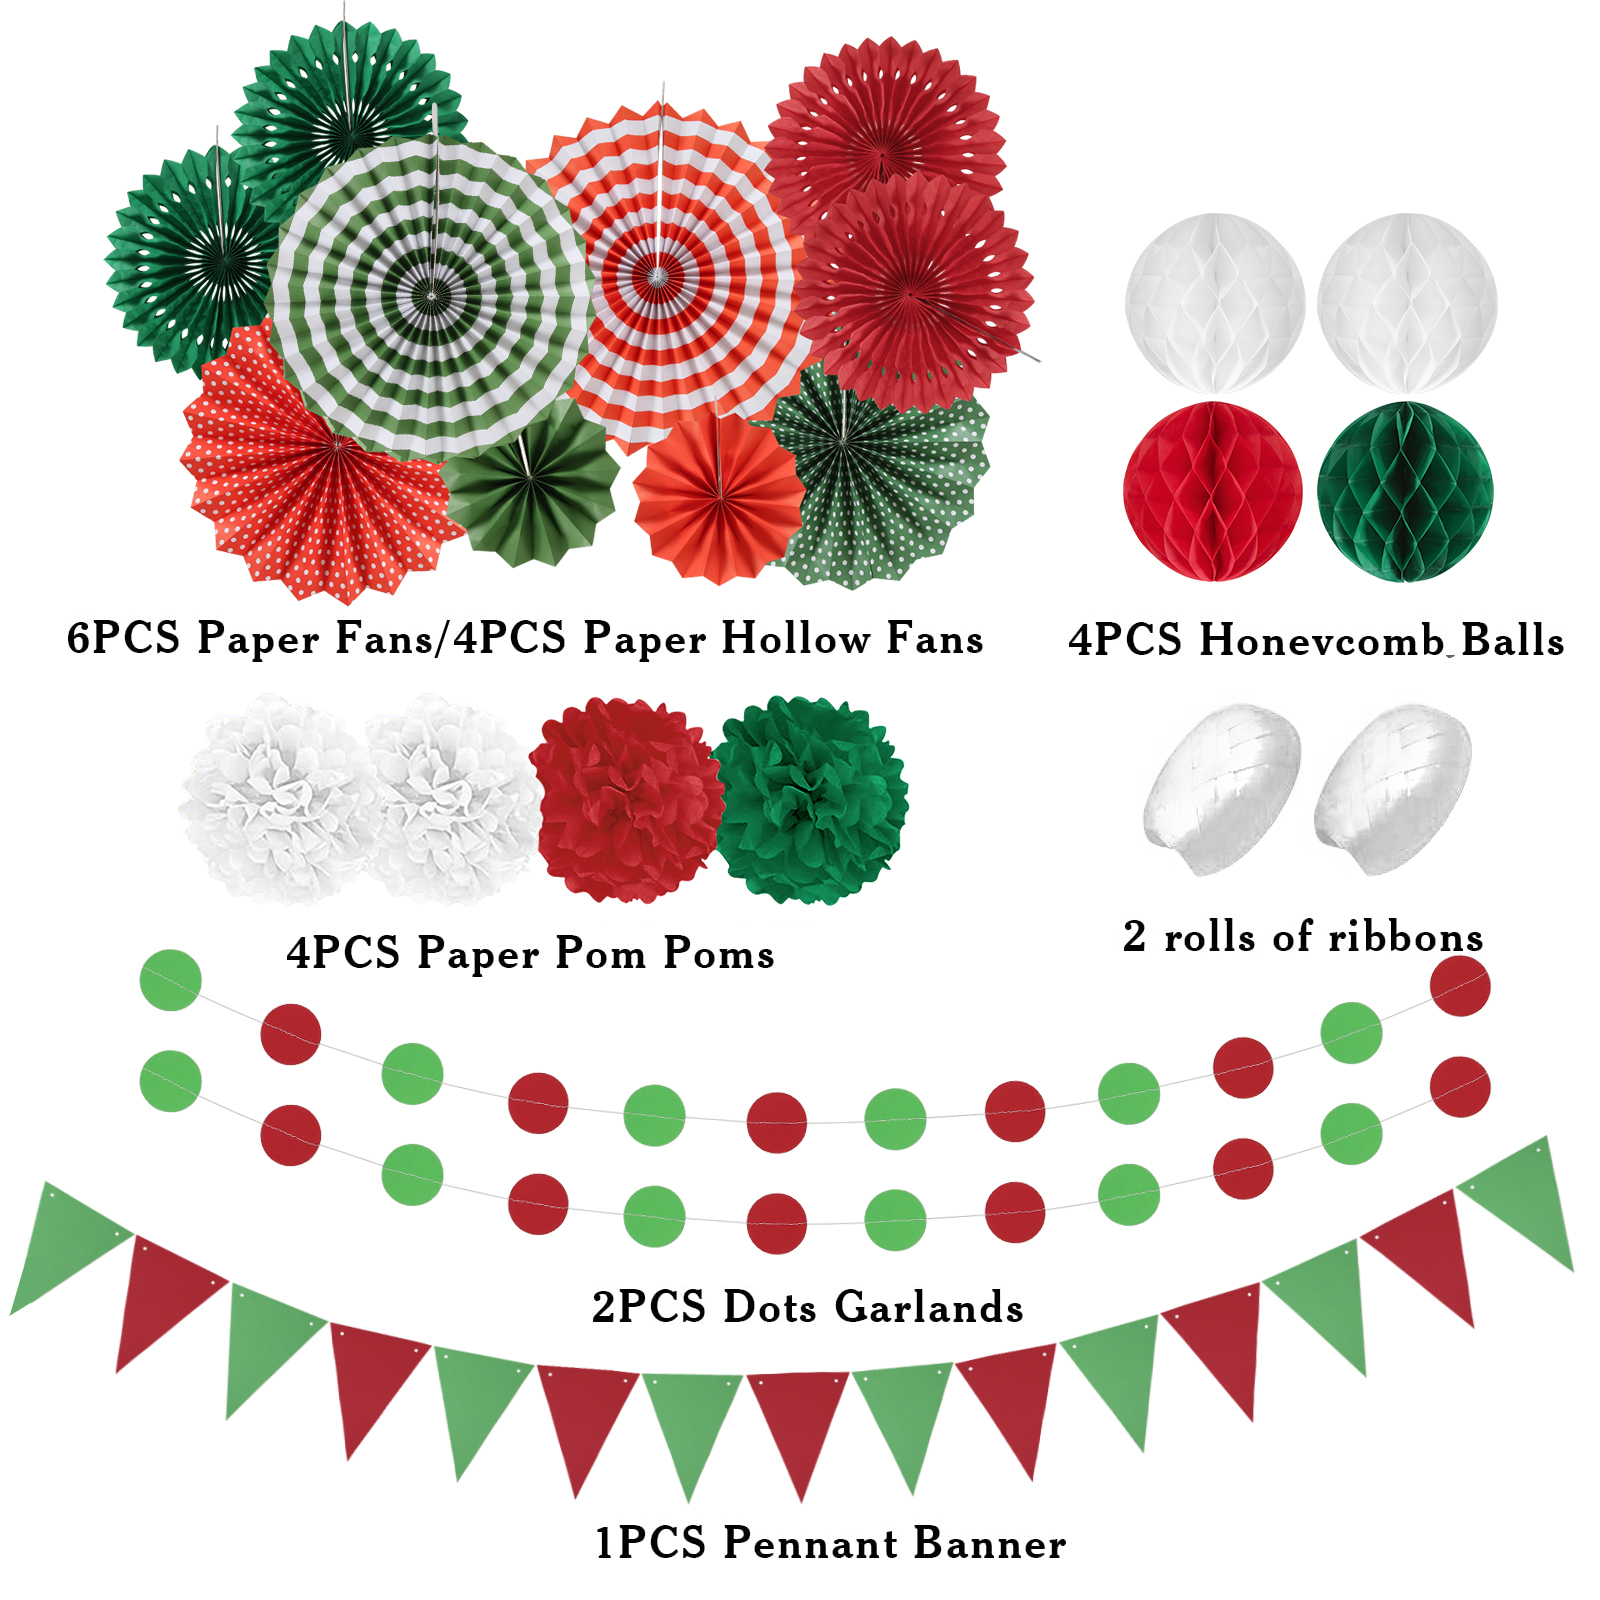 6PCS Paper Fans/4PCS Paper Hollow Fans
4PCS Honeycomb Balls
4PCS Paper Pom Poms
2 rolls of ribbons
2PCS Dots Garlands
1PCS Pennant Banner